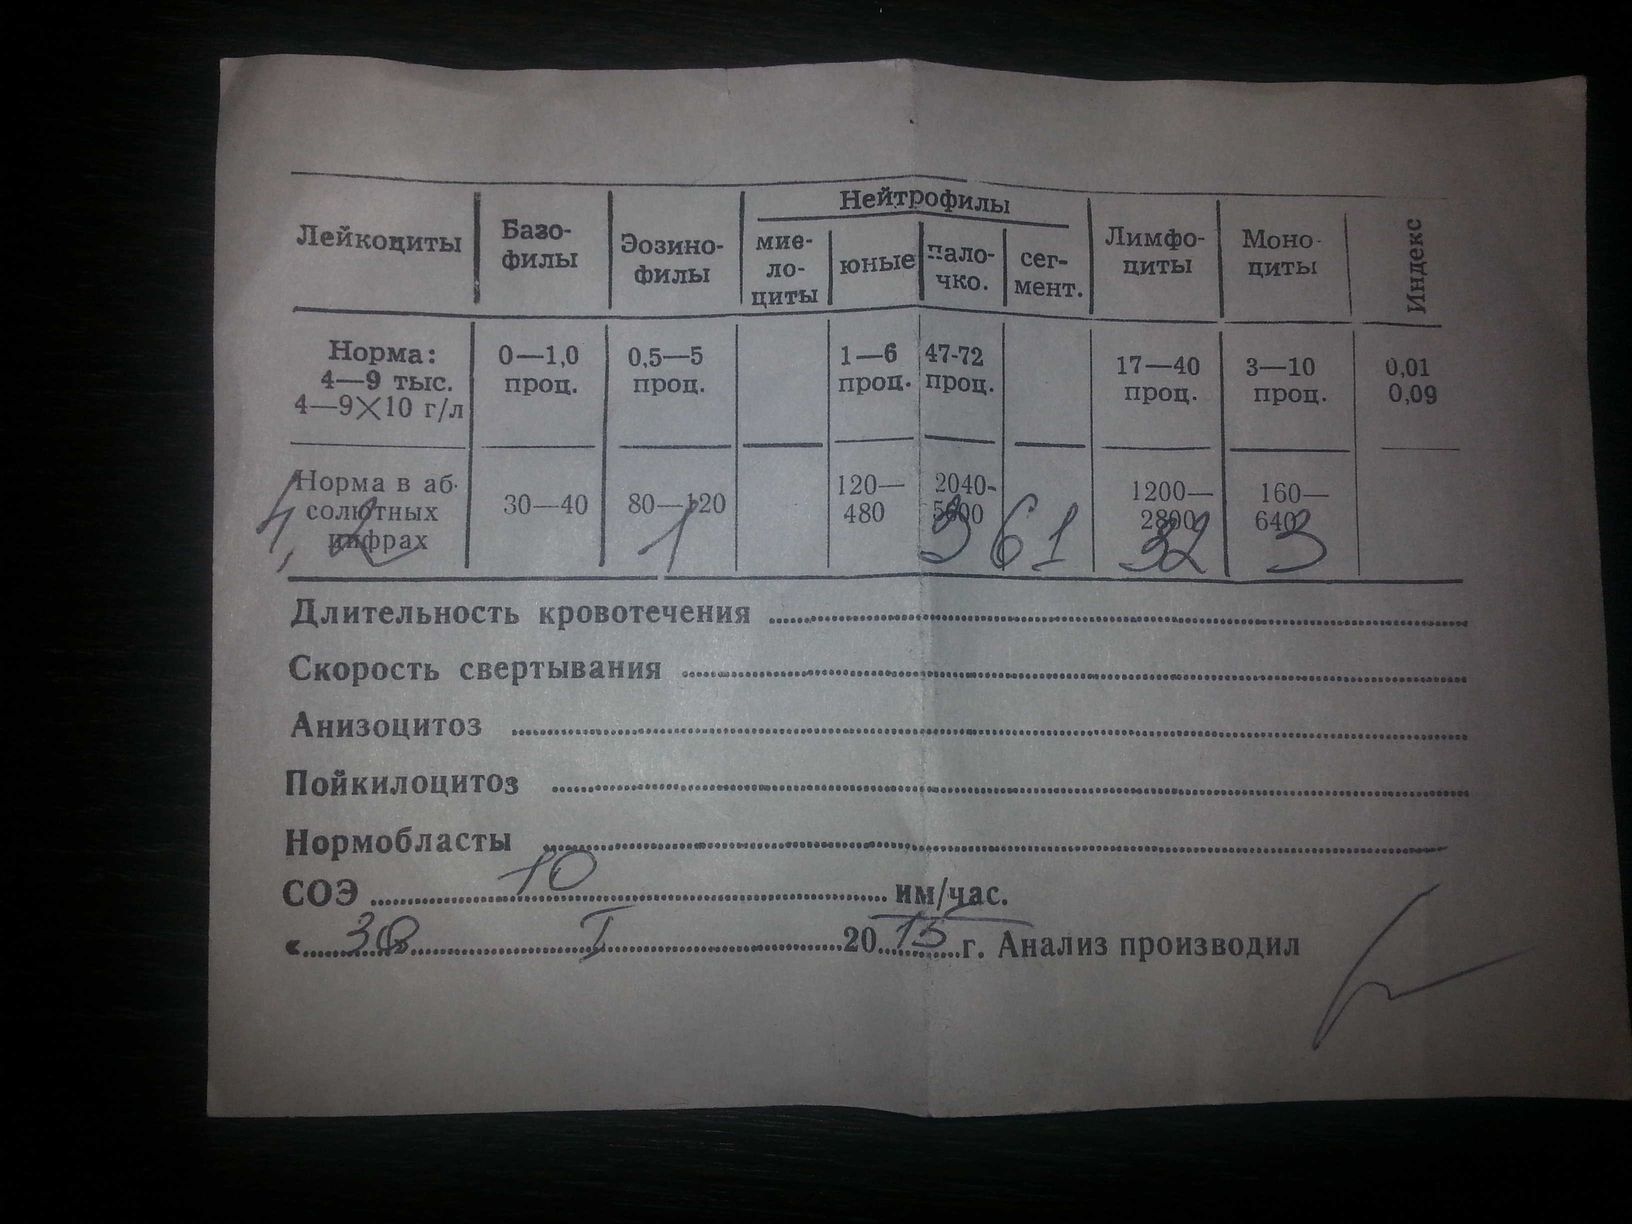 Нейтрофилы
Лейкоциты Базо- Эозино- мие- юные пало- сег- Лимфо- Моно- Индекс
филы филы ло- чко. мент. циты циты
циты
Норма: 0—1,0 0,5—5 1—6 47-72 17—40 3—10 0,01
4—9 тыс. проц. проц. проц. проц. проц. проц. 0,09
4—9×10 г/л
Норма в аб- 30—40 80—120 120— 2040- 1200— 160—
солютных 480 2800 640
цифрах
4,2 1 3 61 32 3
Длительность кровотечения
Скорость свертывания
Анизоцитоз
Пойкилоцитоз
Нормобласты
СОЭ 10 им/час.
« 30 » I 20 15 г. Анализ производил